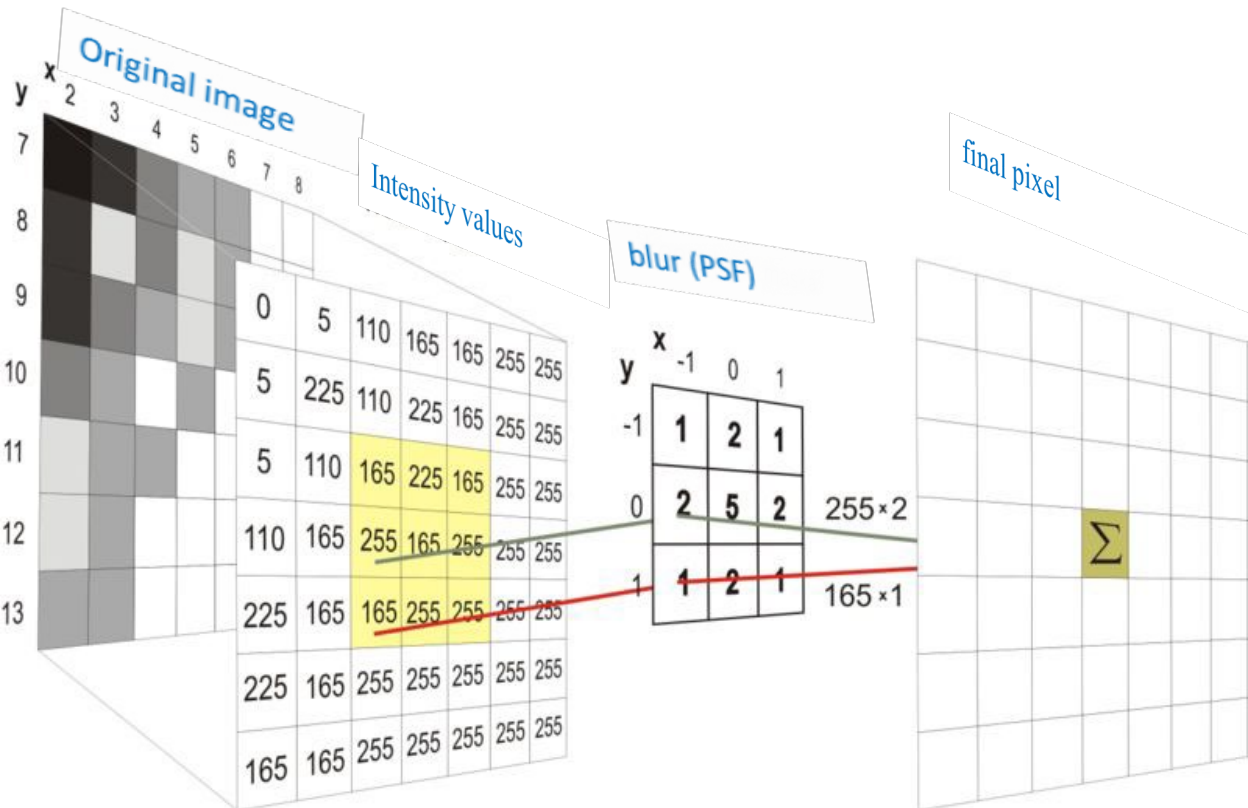 Original image
Intensity values
blur (PSF)
final pixel
x
y
2 3 4 5 6 7 8
7
8
9
10
11
12
13
0 5 110 165 165 255 255
5 225 110 225 165 255 255
5 110 165 225 165 255 255
110 165 255 165 255 255 255
225 165 165 255 255 255 255
225 165 255 255 255 255 255
165 165 255 255 255 255 255
x
y
-1 0 1
-1 1 2 1
0 2 5 2
1 1 2 1
255×2
165×1
Σ